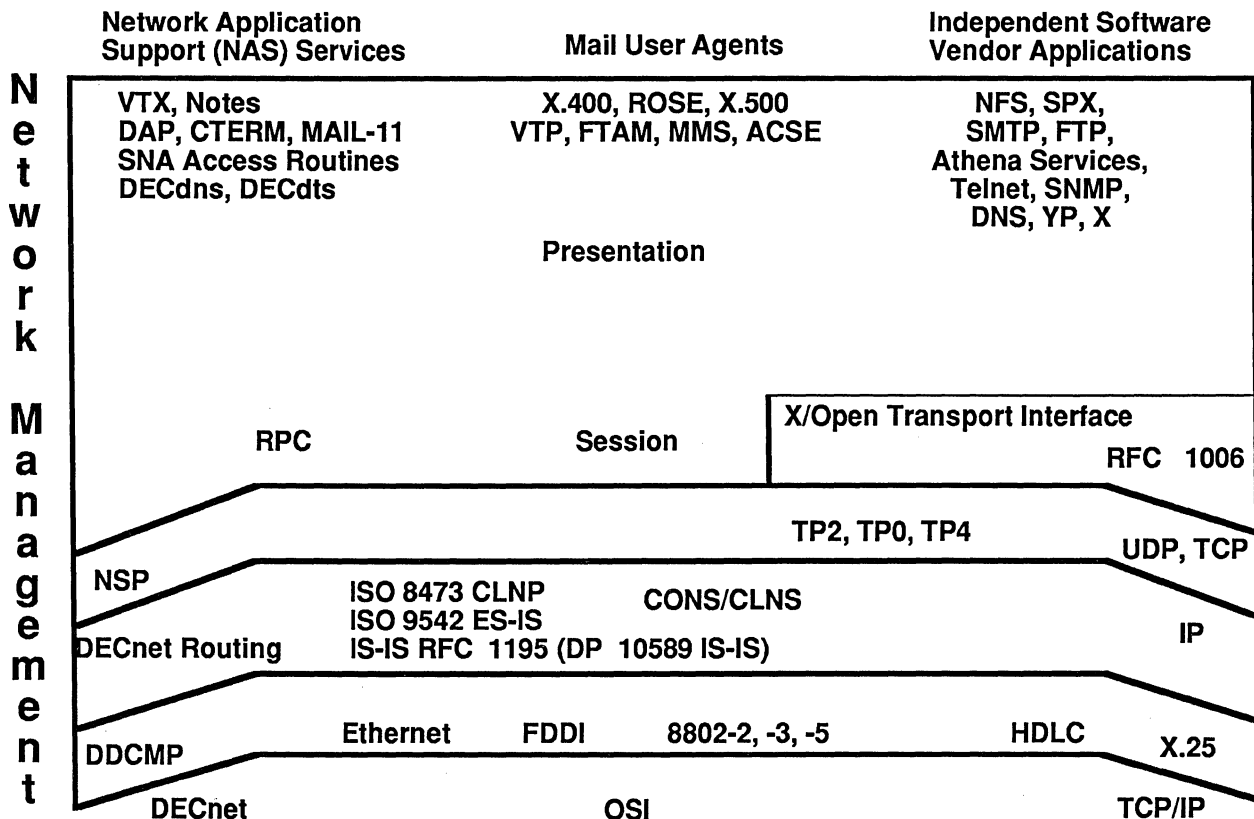 Network Application
Support (NAS) Services
Mail User Agents
Independent Software
Vendor Applications
Network Management
VTX, Notes
DAP, CTERM, MAIL-11
SNA Access Routines
DECdns, DECdts
X.400, ROSE, X.500
VTP, FTAM, MMS, ACSE
NFS, SPX,
SMTP, FTP,
Athena Services,
Telnet, SNMP,
DNS, YP, X
Presentation
X/Open Transport Interface
RPC
Session
RFC 1006
TP2, TP0, TP4
UDP, TCP
NSP
ISO 8473 CLNP
ISO 9542 ES-IS
IS-IS RFC 1195 (DP 10589 IS-IS)
CONS/CLNS
IP
DECnet Routing
Ethernet
FDDI
8802-2, -3, -5
HDLC
X.25
DDCMP
DECnet
OSI
TCP/IP